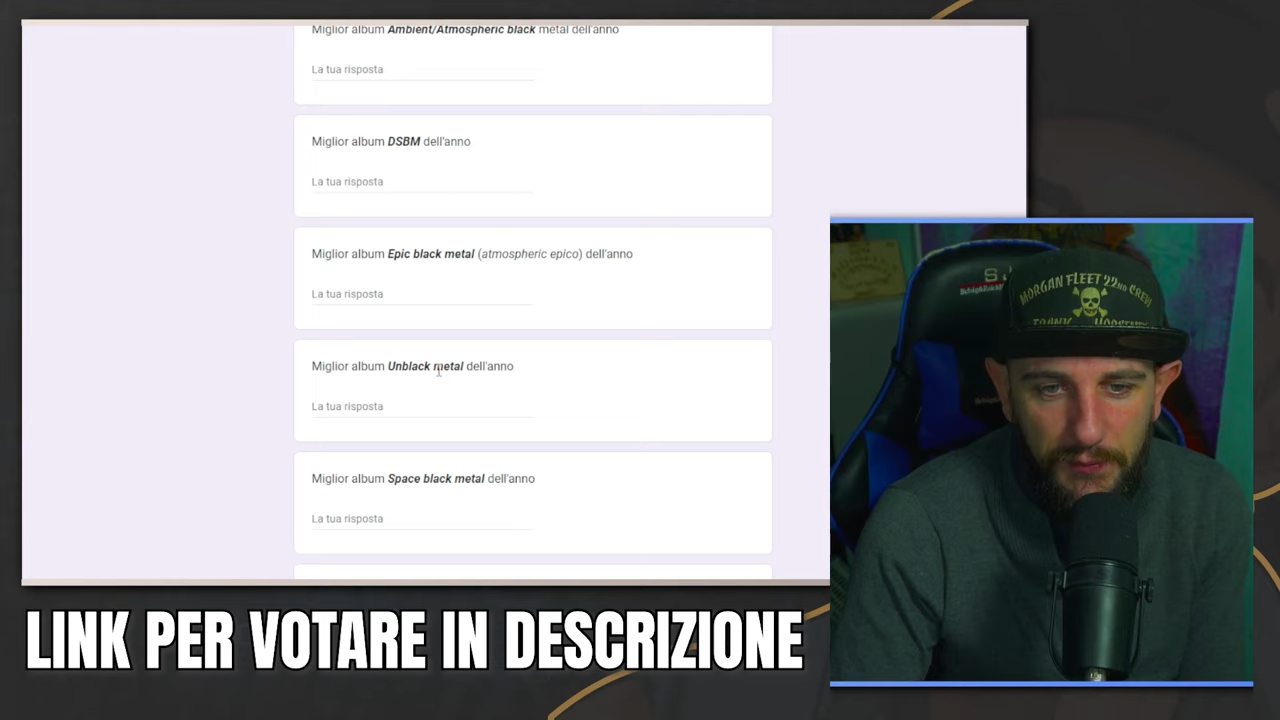 Miglior album Ambient/Atmospheric black metal dell'anno
La tua risposta
Miglior album DSBM dell'anno
La tua risposta
Miglior album Epic black metal (atmospheric epico) dell'anno
La tua risposta
Miglior album Unblack metal dell'anno
La tua risposta
Miglior album Space black metal dell'anno
La tua risposta
MORGAN FLEET 22ND CREW
LINK PER VOTARE IN DESCRIZIONE